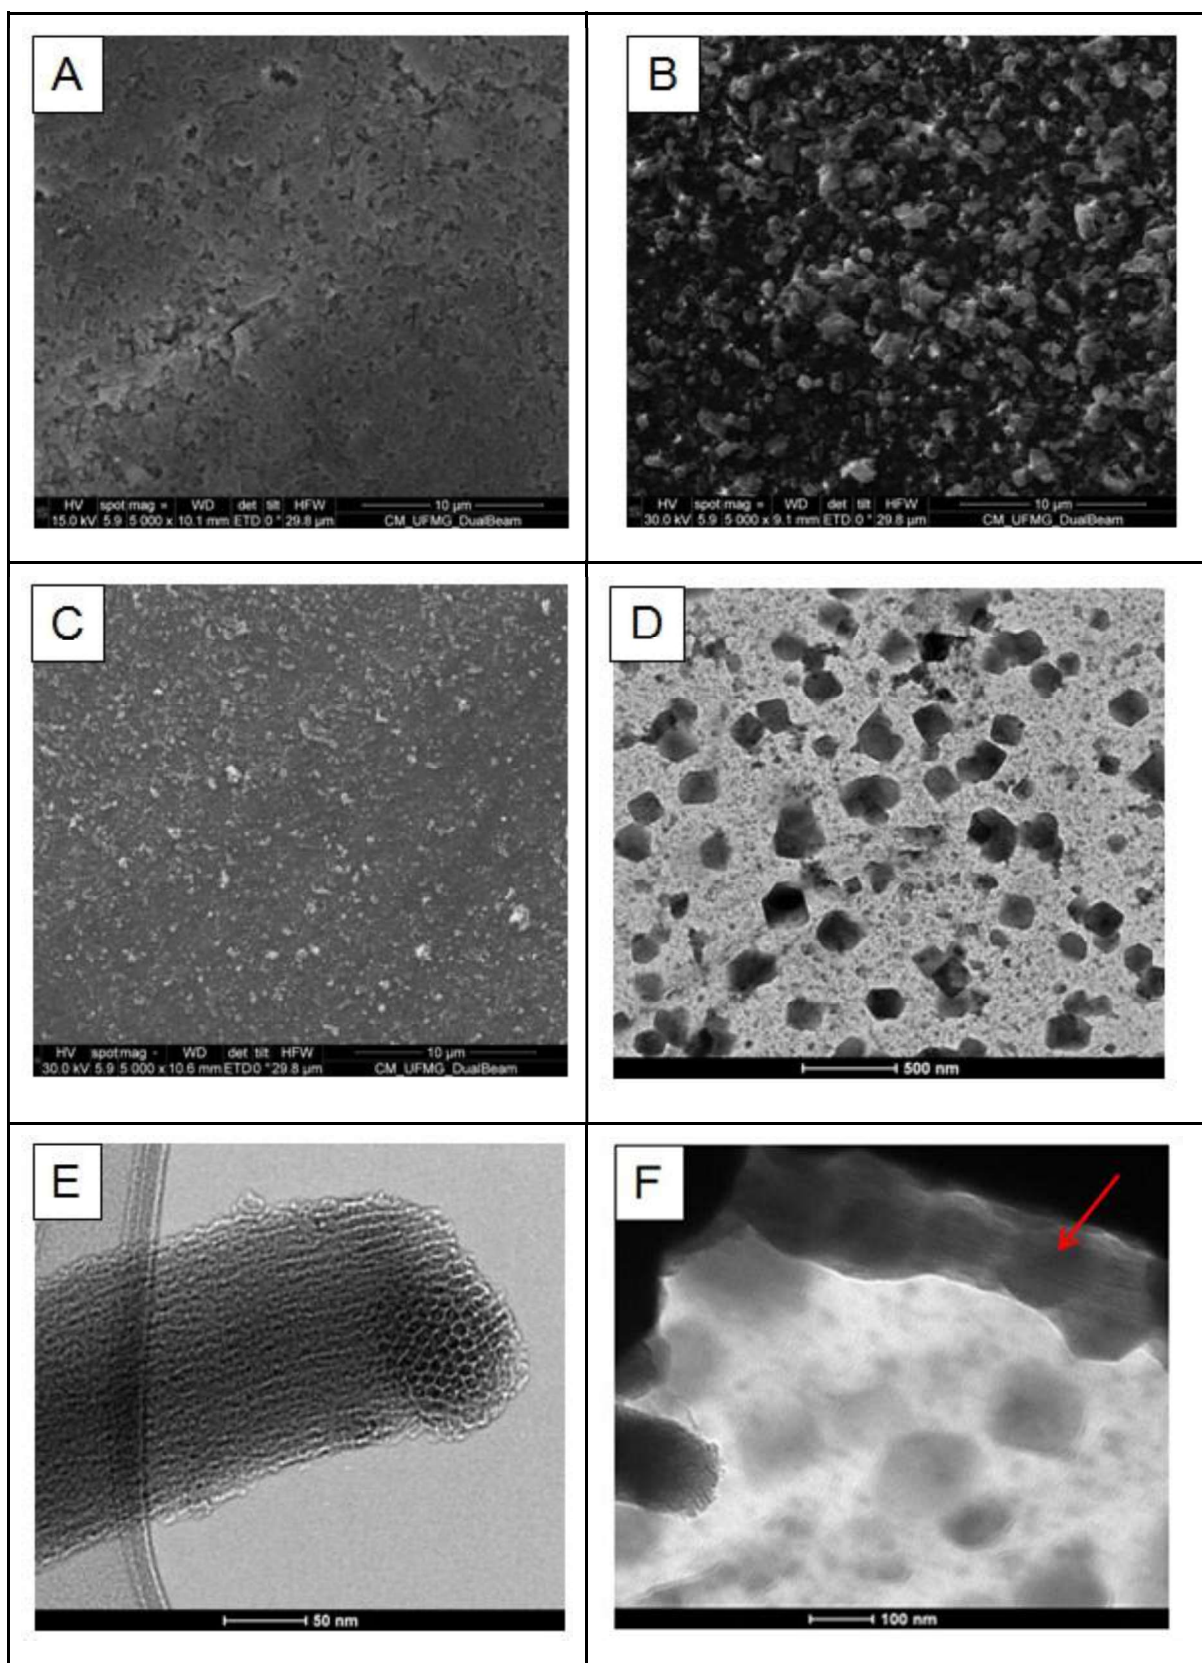 A
HV spot mag = WD det tilt HFW 10 µm
15.0 kV 5.9 5 000 x 10.1 mm ETD 0 ° 29.8 µm CM_UFMG_DualBeam
B
HV spot mag = WD det tilt HFW 10 µm
30.0 kV 5.9 5 000 x 9.1 mm ETD 0 ° 29.8 µm CM_UFMG_DualBeam
C
HV spot mag WD det tilt HFW 10 µm
30.0 kV 5.9 5 000 x 10.6 mm ETD 0 ° 29.8 µm CM_UFMG_DualBeam
D
500 nm
E
50 nm
F
100 nm